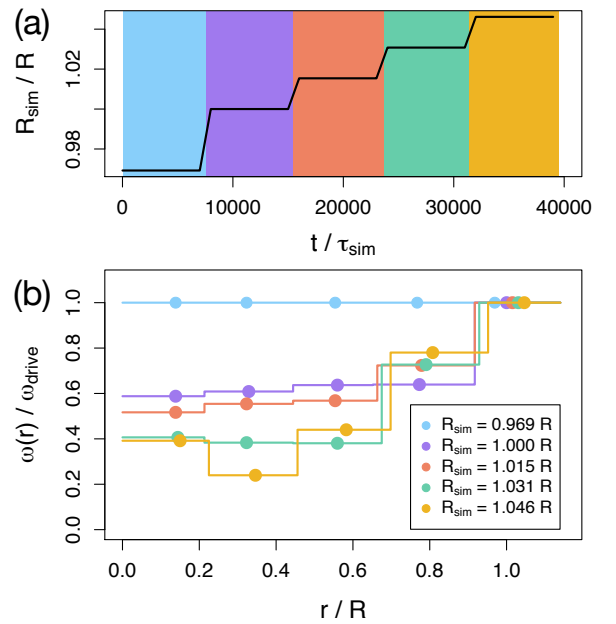 (a)
R_sim / R
1.02
0.98
0 10000 20000 30000 40000
t / τ_sim
(b)
ω(r) / ω_drive
1.0
0.8
0.6
0.4
0.2
0.0
R_sim = 0.969 R
R_sim = 1.000 R
R_sim = 1.015 R
R_sim = 1.031 R
R_sim = 1.046 R
0.0 0.2 0.4 0.6 0.8 1.0
r / R